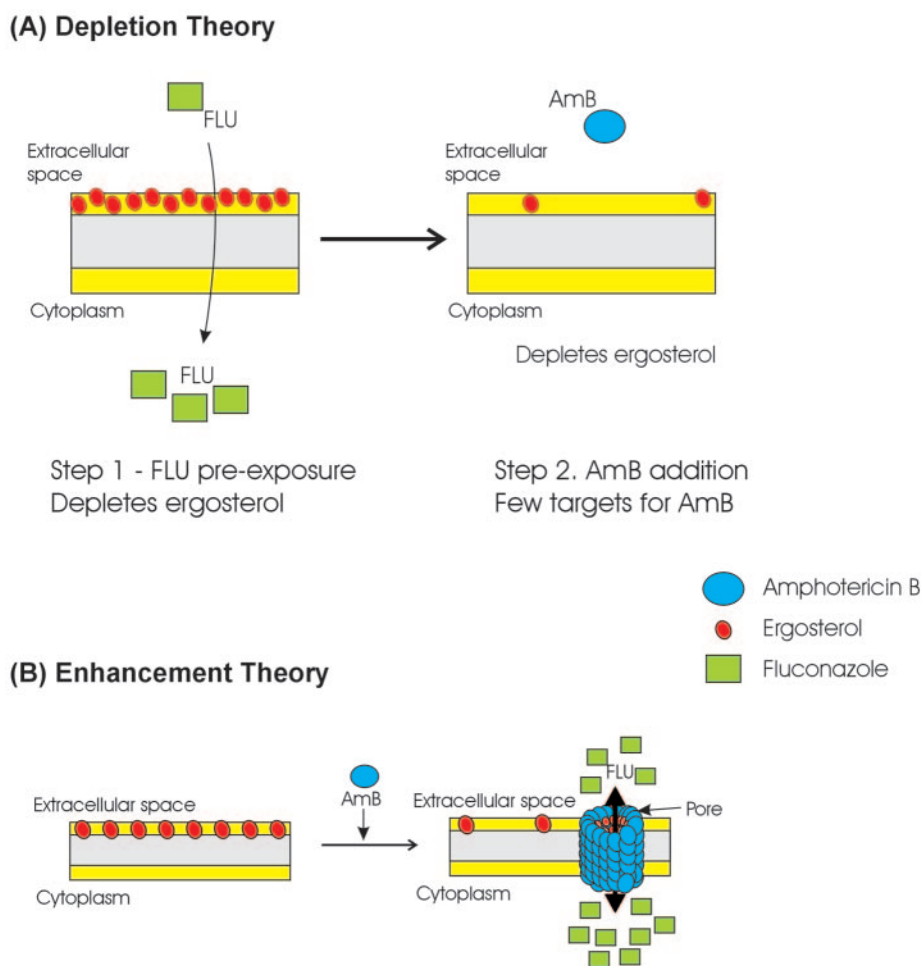 (A) Depletion Theory
FLU
Extracellular
space
Cytoplasm
FLU
AmB
Extracellular
space
Cytoplasm
Depletes ergosterol
Step 1 - FLU pre-exposure
Depletes ergosterol
Step 2. AmB addition
Few targets for AmB
Amphotericin B
Ergosterol
Fluconazole
(B) Enhancement Theory
Extracellular space
Cytoplasm
AmB
Extracellular space
FLU
Pore
Cytoplasm